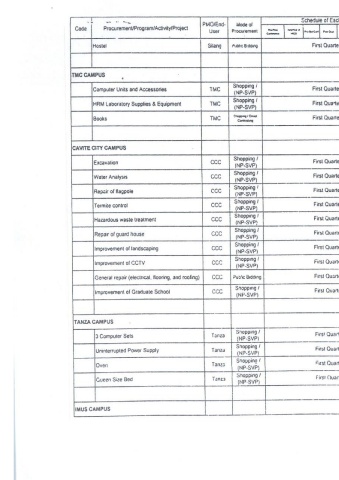 Schedule of Each
Code Procurement/Program/Activity/Project PMO/End-User Mode of Procurement
Hostel Silang Public Bidding First Quarte
TMC CAMPUS
Computer Units and Accessories TMC Shopping / (NP-SVP) First Quarte
HRM Laboratory Supplies & Equipment TMC Shopping / (NP-SVP) First Quarte
Books TMC Shopping / Direct Contracting First Quarte
CAVITE CITY CAMPUS
Excavation CCC Shopping / (NP-SVP) First Quarte
Water Analysis CCC Shopping / (NP-SVP) First Quarte
Repair of flagpole CCC Shopping / (NP-SVP) First Quarte
Termite control CCC Shopping / (NP-SVP) First Quarte
Hazardous waste treatment CCC Shopping / (NP-SVP) First Quarte
Repair of guard house CCC Shopping / (NP-SVP) First Quarte
Improvement of landscaping CCC Shopping / (NP-SVP) First Quarte
Improvement of CCTV CCC Shopping / (NP-SVP) First Quarte
General repair (electrical, flooring, and roofing) CCC Public Bidding First Quarte
Improvement of Graduate School CCC Shopping / (NP-SVP) First Quarte
TANZA CAMPUS
3 Computer Sets Tanza Shopping / (NP-SVP) First Quart
Uninterrupted Power Supply Tanza Shopping / (NP-SVP) First Quart
Oven Tanza Shopping / (NP-SVP) First Quart
Queen Size Bed Tanza Shopping / (NP-SVP) First Quart
IMUS CAMPUS